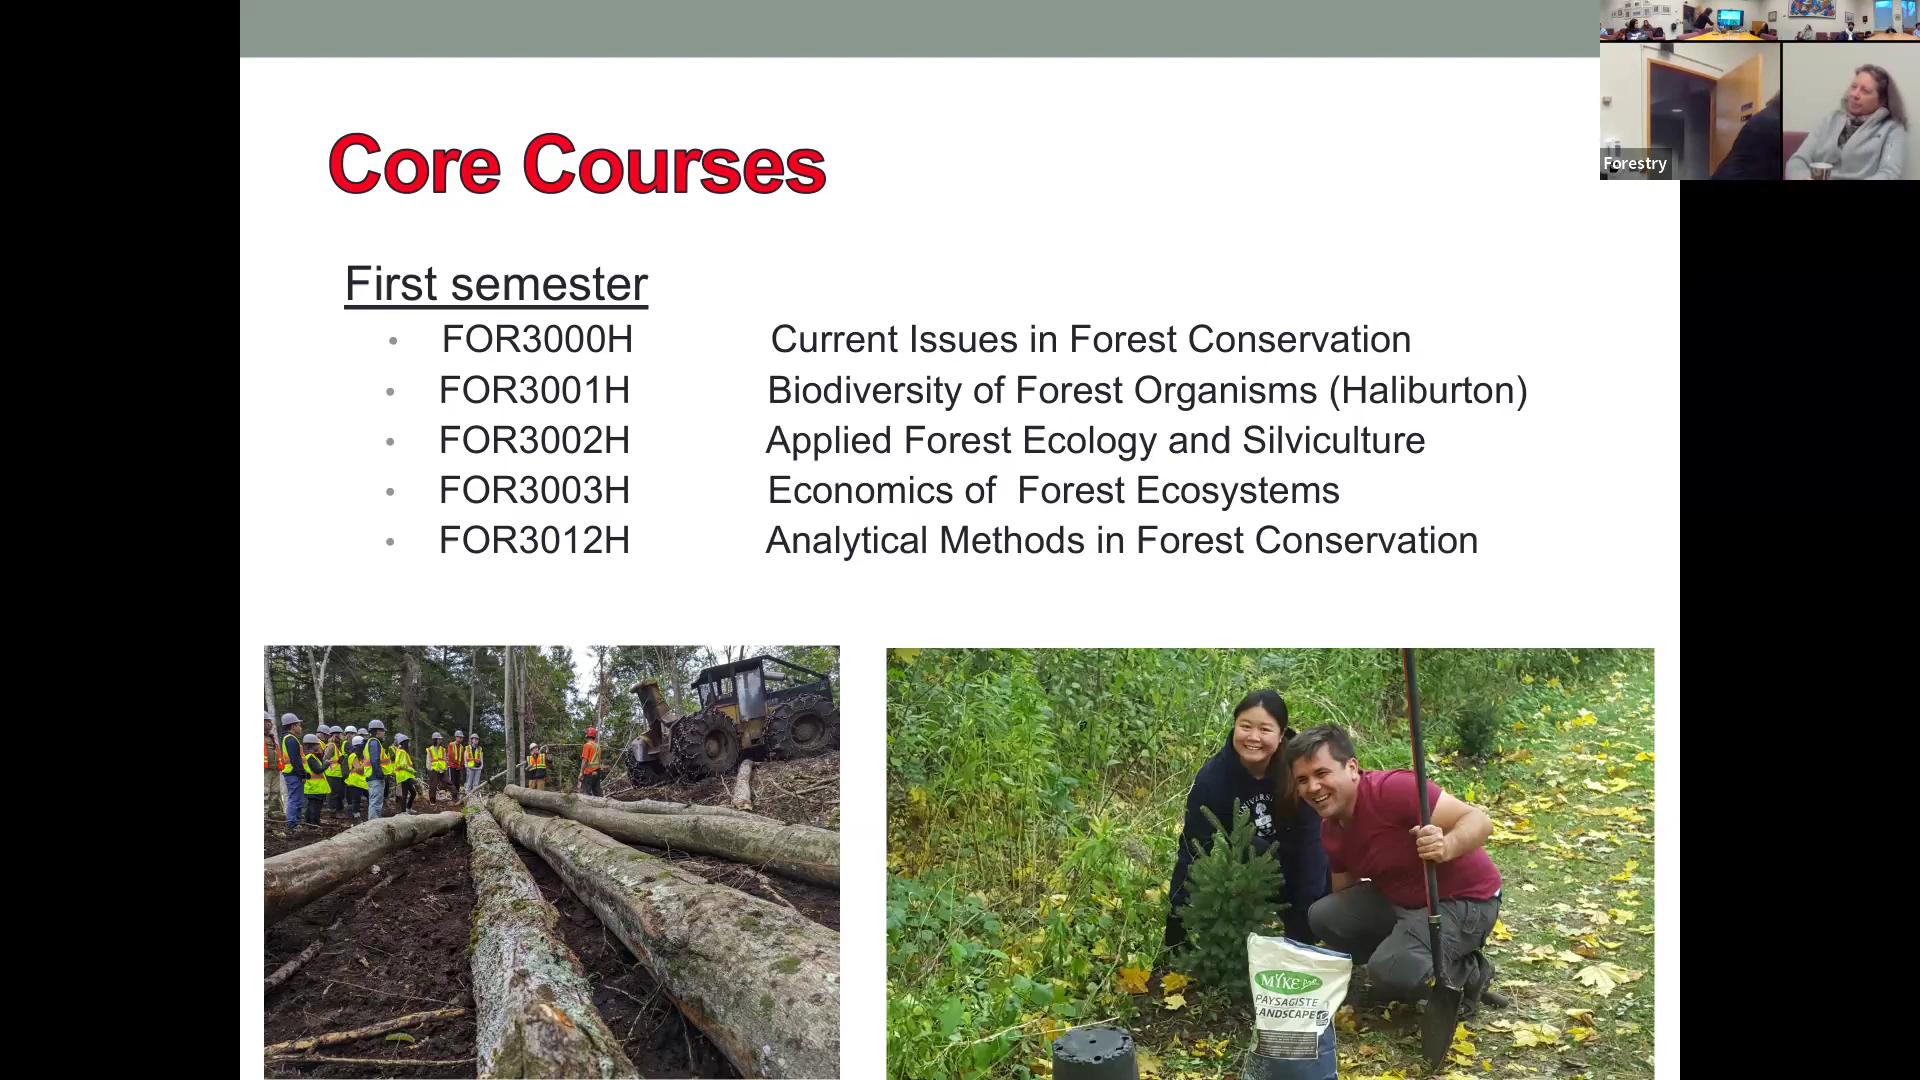 Core Courses
Forestry
First semester
• FOR3000H Current Issues in Forest Conservation
• FOR3001H Biodiversity of Forest Organisms (Haliburton)
• FOR3002H Applied Forest Ecology and Silviculture
• FOR3003H Economics of Forest Ecosystems
• FOR3012H Analytical Methods in Forest Conservation
MYKE
PAYSAGISTE
LANDSCAPE